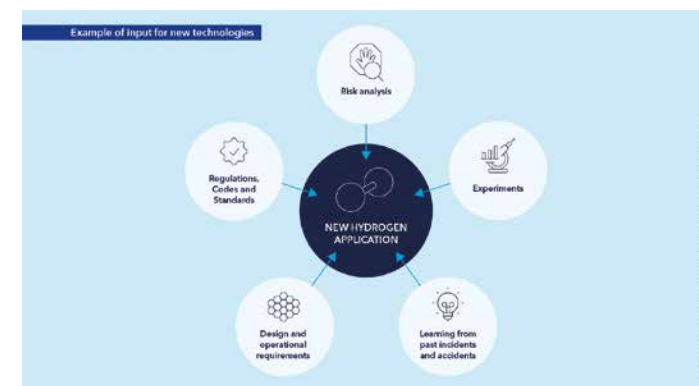 Example of input for new technologies
Risk analysis
Regulations,
Codes and
Standards
Experiments
NEW HYDROGEN
APPLICATION
Design and
operational
requirements
Learning from
past incidents
and accidents